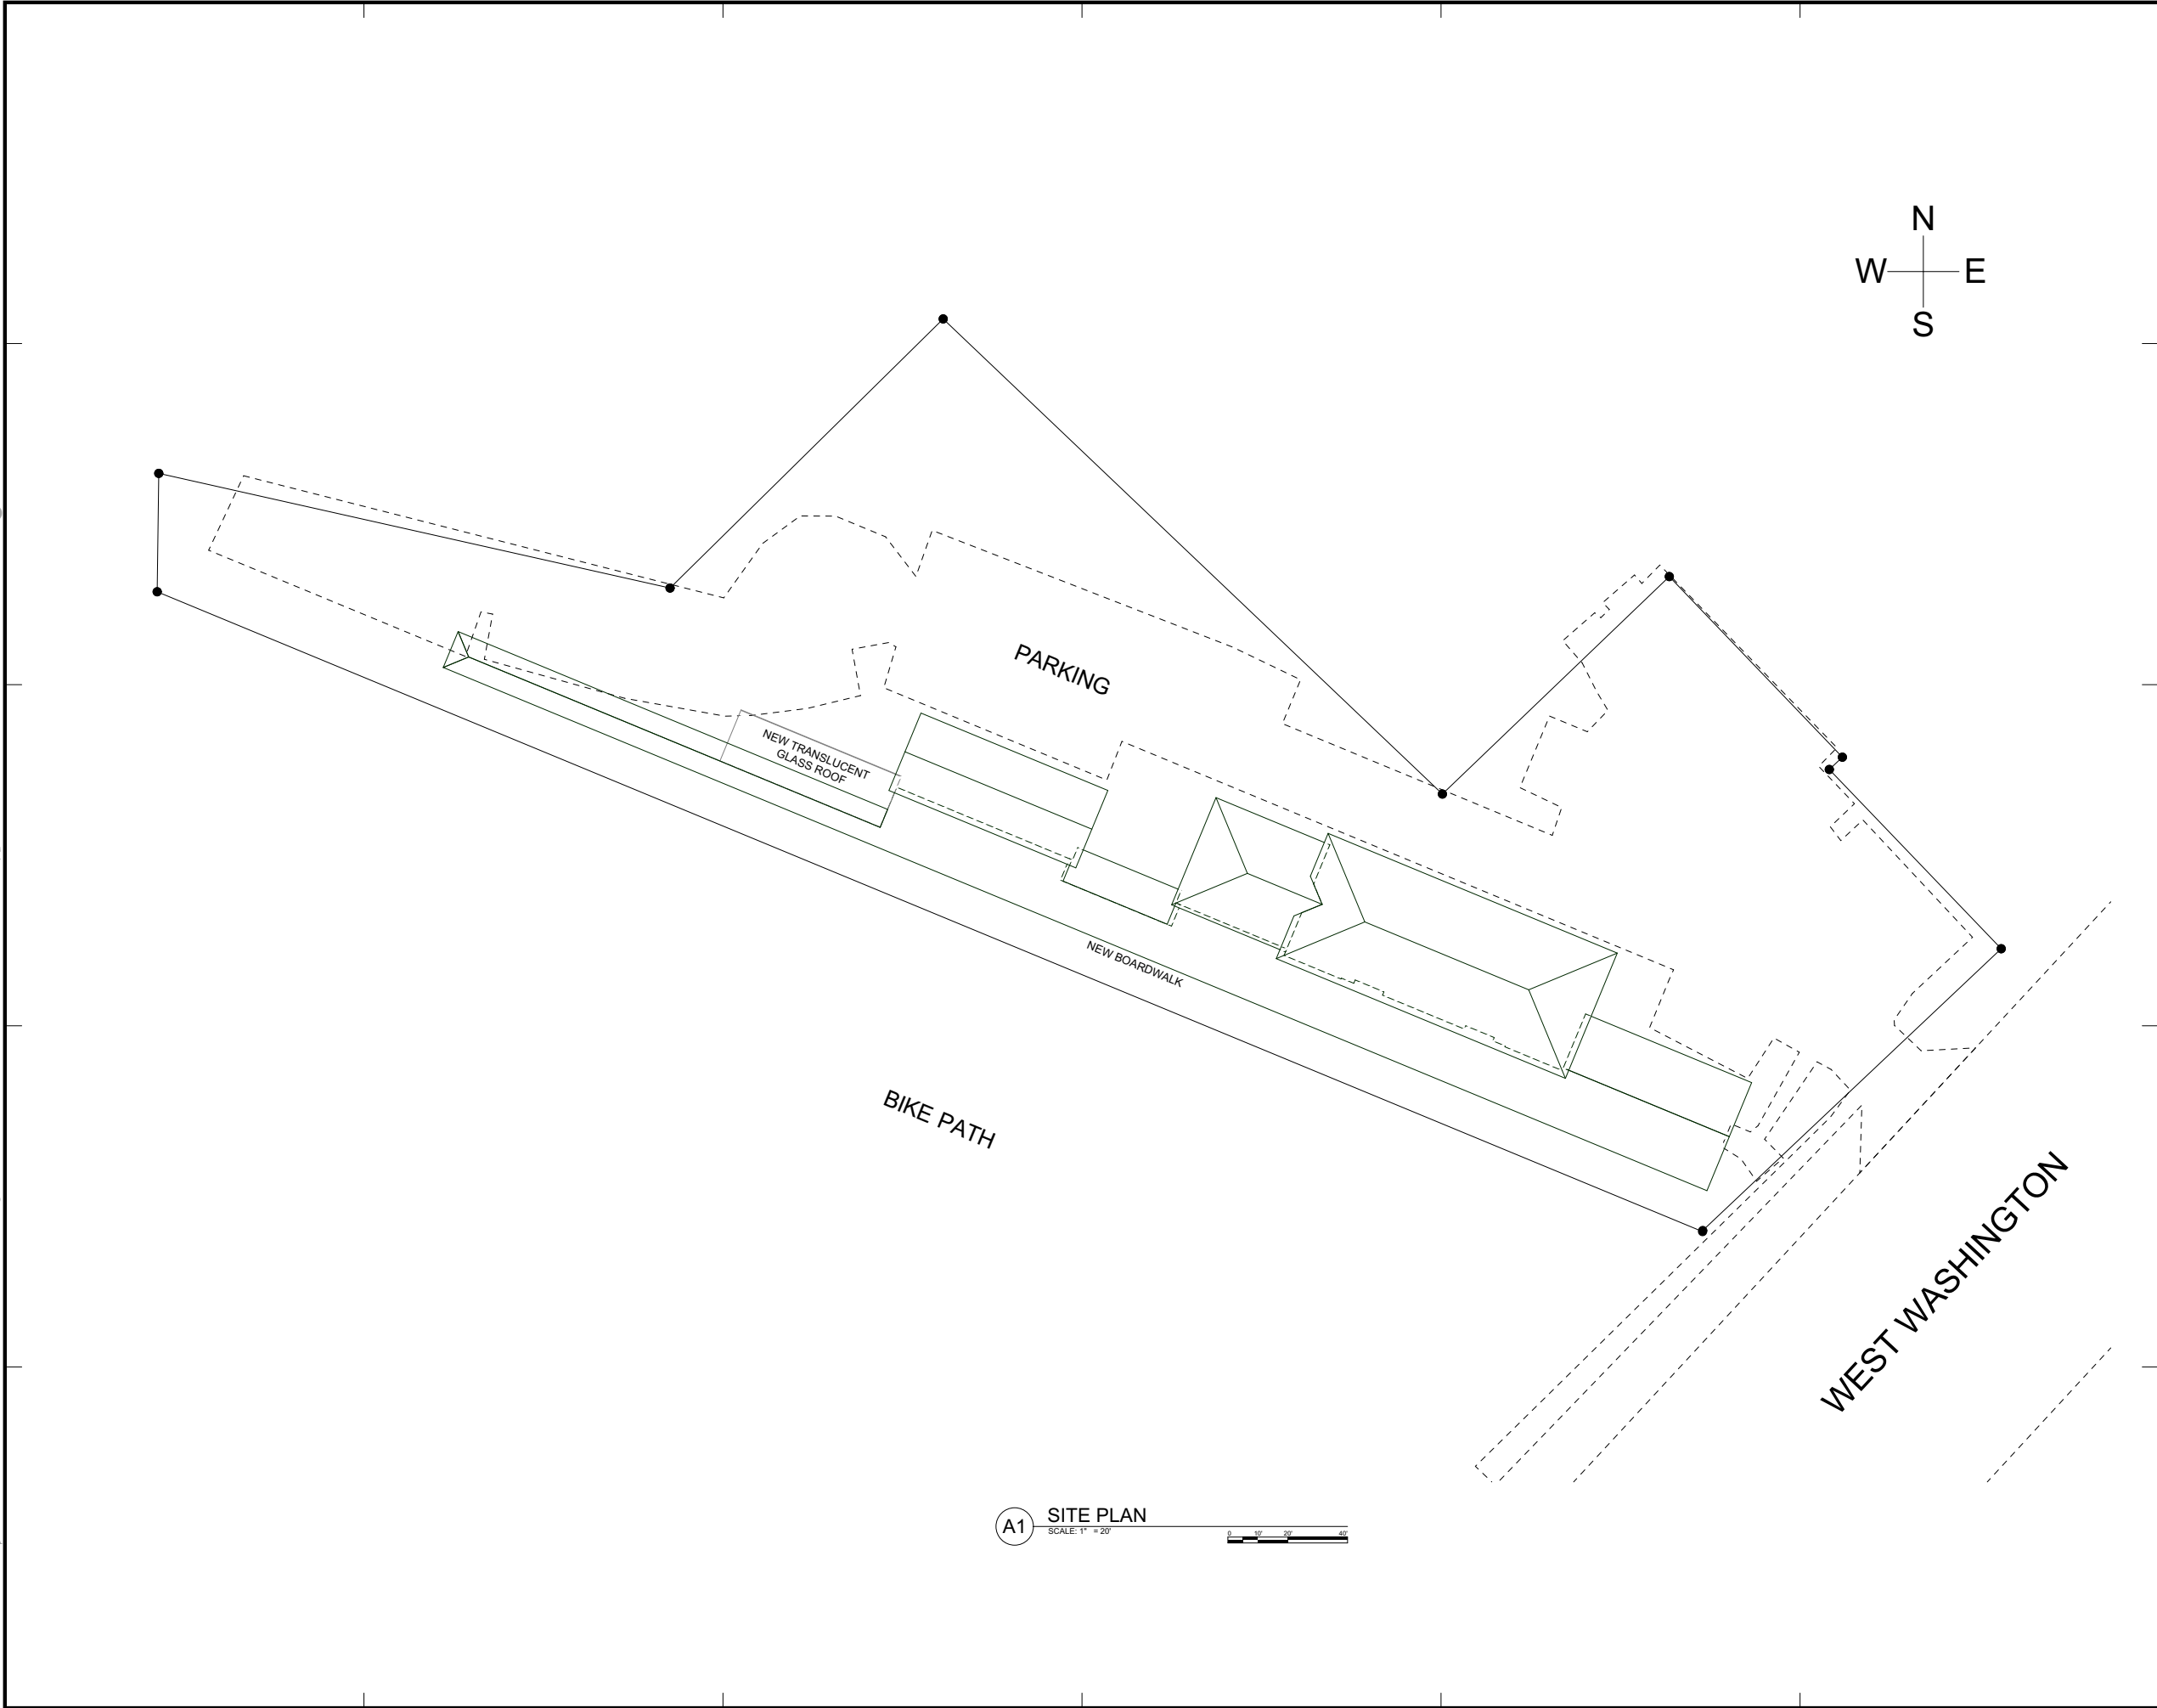 N
W E
S
PARKING
NEW TRANSLUCENT
GLASS ROOF
NEW BOARDWALK
BIKE PATH
WEST WASHINGTON
A1
SITE PLAN
SCALE: 1" = 20'
0 10' 20' 40'